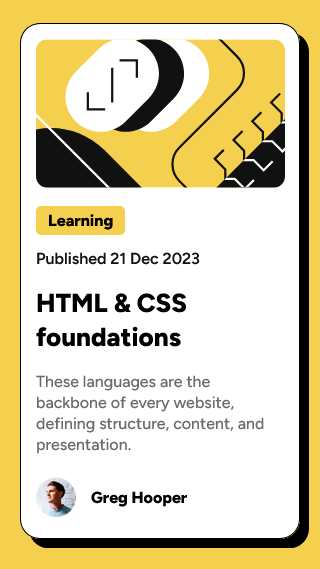 Learning
Published 21 Dec 2023
HTML & CSS
foundations
These languages are the
backbone of every website,
defining structure, content, and
presentation.
Greg Hooper